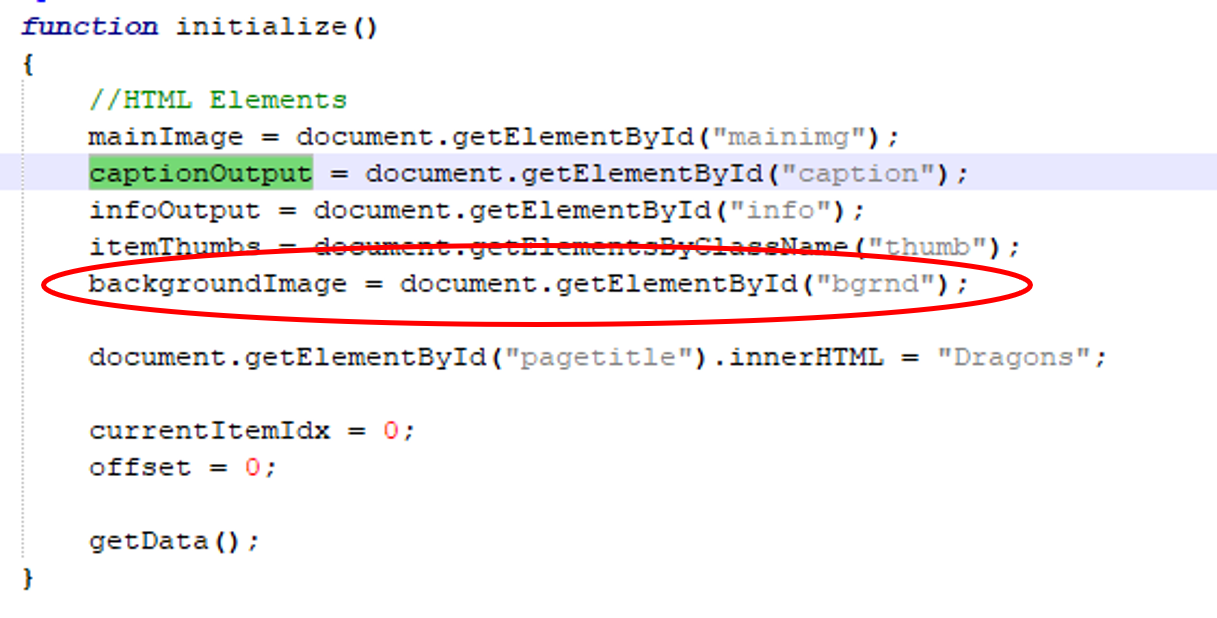 function initialize()
{
//HTML Elements
mainImage = document.getElementById("mainimg");
captionOutput = document.getElementById("caption");
infoOutput = document.getElementById("info");
itemThumbs = document.getElementsByClassName("thumb");
backgroundImage = document.getElementById("bgrnd");
document.getElementById("pagetitle").innerHTML = "Dragons";
currentItemIdx = 0;
offset = 0;
getData();
}